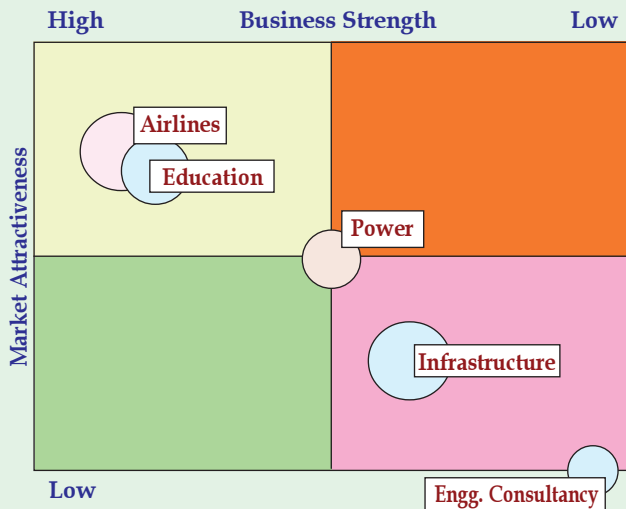 High Business Strength Low
Market Attractiveness
Airlines
Education
Power
Infrastructure
Low
Engg. Consultancy